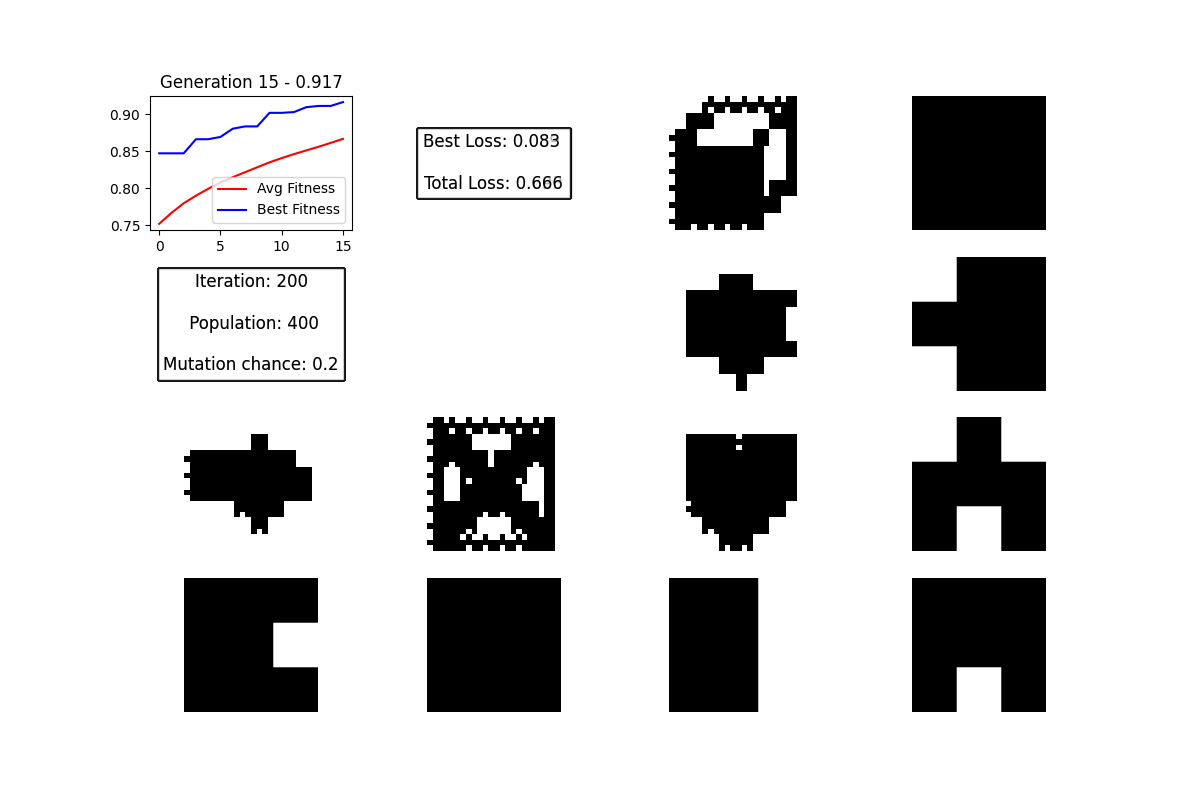 Generation 15 - 0.917
0.90
0.85
0.80
0.75
Avg Fitness
Best Fitness
0 5 10 15
Best Loss: 0.083
Total Loss: 0.666
Iteration: 200
Population: 400
Mutation chance: 0.2